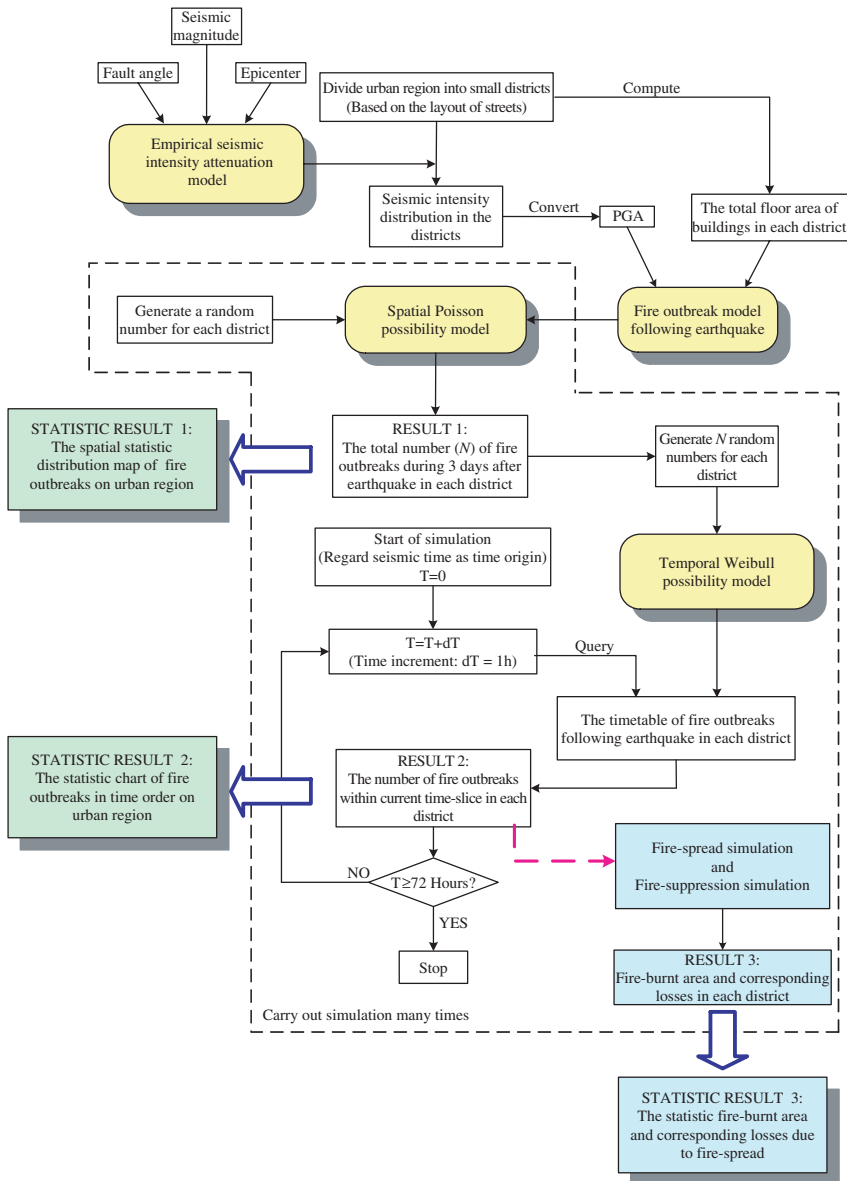 Seismic
magnitude
Fault angle
Epicenter
Divide urban region into small districts
(Based on the layout of streets)
Compute
Empirical seismic
intensity attenuation
model
Seismic intensity
distribution in the
districts
Convert
PGA
The total floor area of
buildings in each district
Generate a random
number for each district
Spatial Poisson
possibility model
Fire outbreak model
following earthquake
STATISTIC RESULT 1:
The spatial statistic
distribution map of fire
outbreaks on urban region
RESULT 1:
The total number (N) of fire
outbreaks during 3 days after
earthquake in each district
Generate N random
numbers for each
district
Start of simulation
(Regard seismic time as time origin)
T=0
Temporal Weibull
possibility model
T=T+dT
(Time increment: dT = 1h)
Query
The timetable of fire outbreaks
following earthquake in each district
STATISTIC RESULT 2:
The statistic chart of fire
outbreaks in time order on
urban region
RESULT 2:
The number of fire outbreaks
within current time-slice in each
district
Fire-spread simulation
and
Fire-suppression simulation
NO
T≥72 Hours?
YES
Stop
RESULT 3:
Fire-burnt area and corresponding
losses in each district
Carry out simulation many times
STATISTIC RESULT 3:
The statistic fire-burnt area
and corresponding losses due
to fire-spread